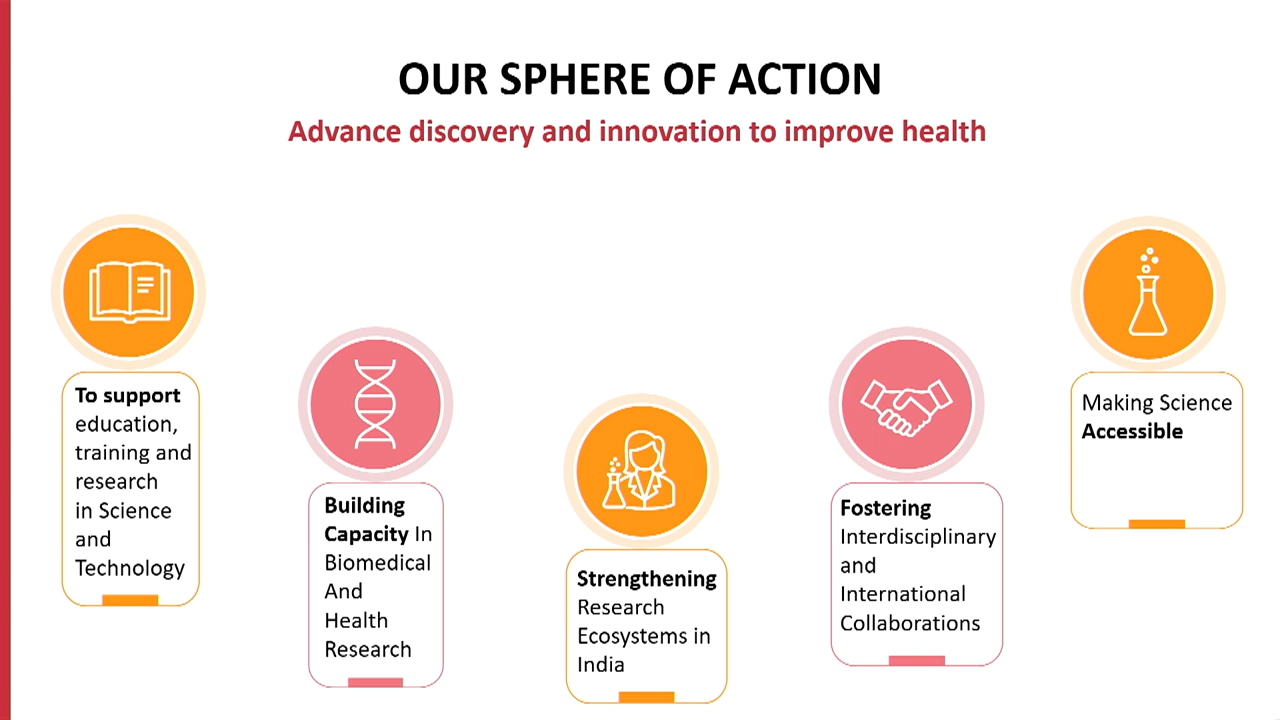 OUR SPHERE OF ACTION
Advance discovery and innovation to improve health
To support
education,
training and
research
in Science
and
Technology
Building
Capacity In
Biomedical
And
Health
Research
Strengthening
Research
Ecosystems in
India
Fostering
Interdisciplinary
and
International
Collaborations
Making Science
Accessible